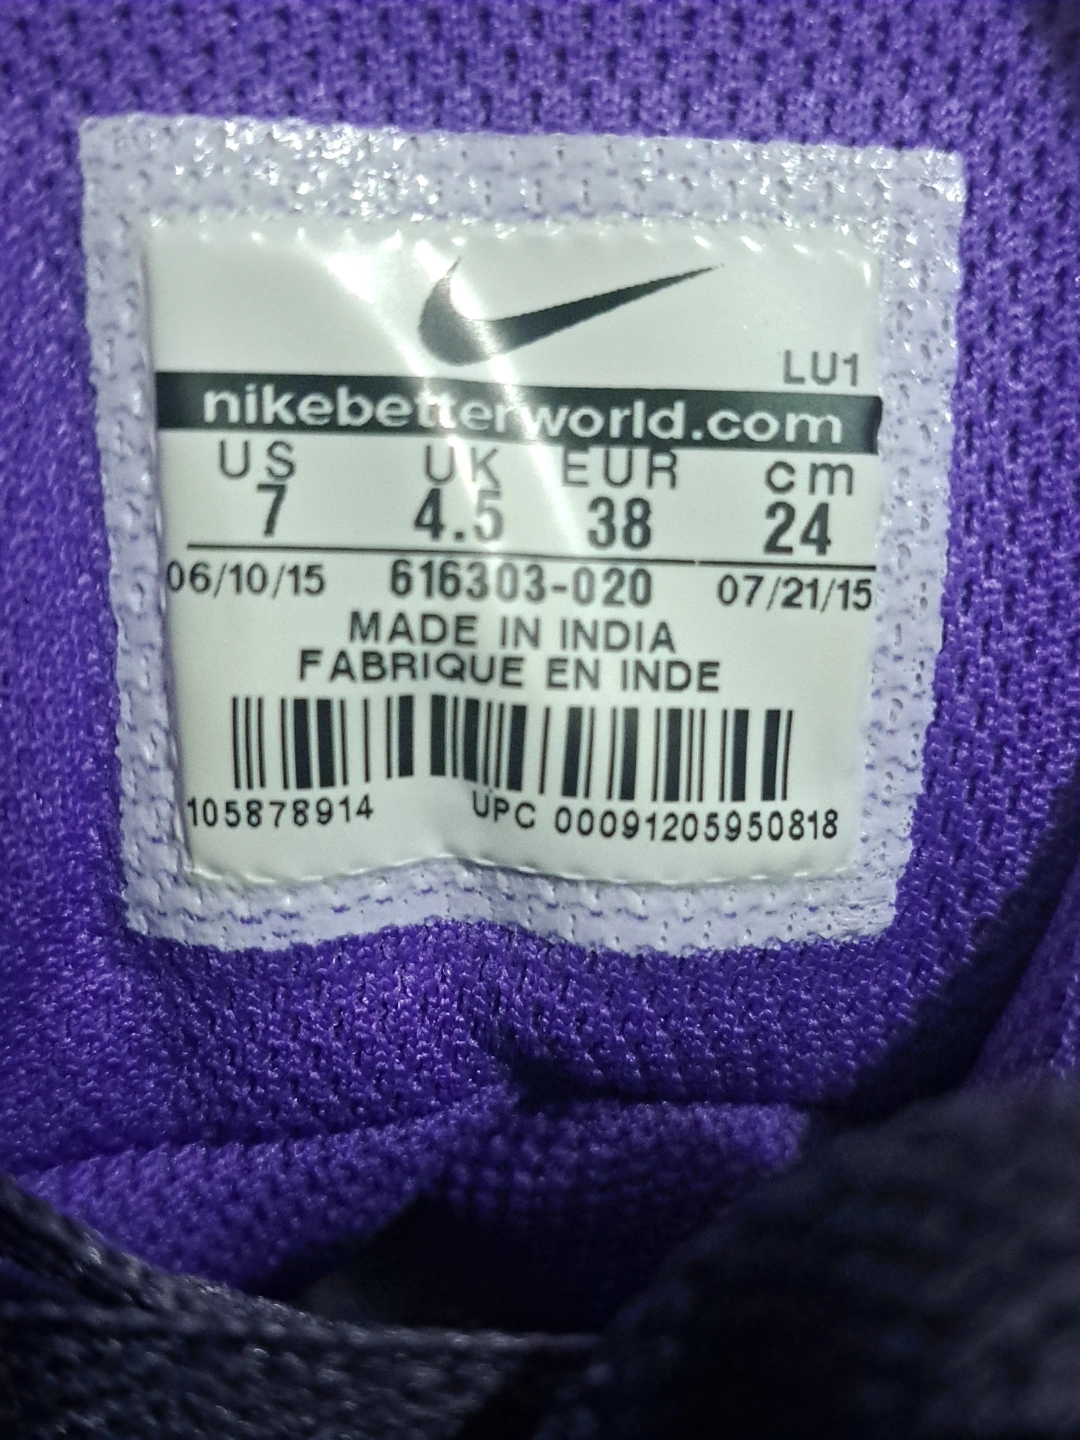 LU1
nikebetterworld.com
US UK EUR cm
7 4.5 38 24
06/10/15 616303-020 07/21/15
MADE IN INDIA
FABRIQUE EN INDE
105878914 UPC 00091205950818